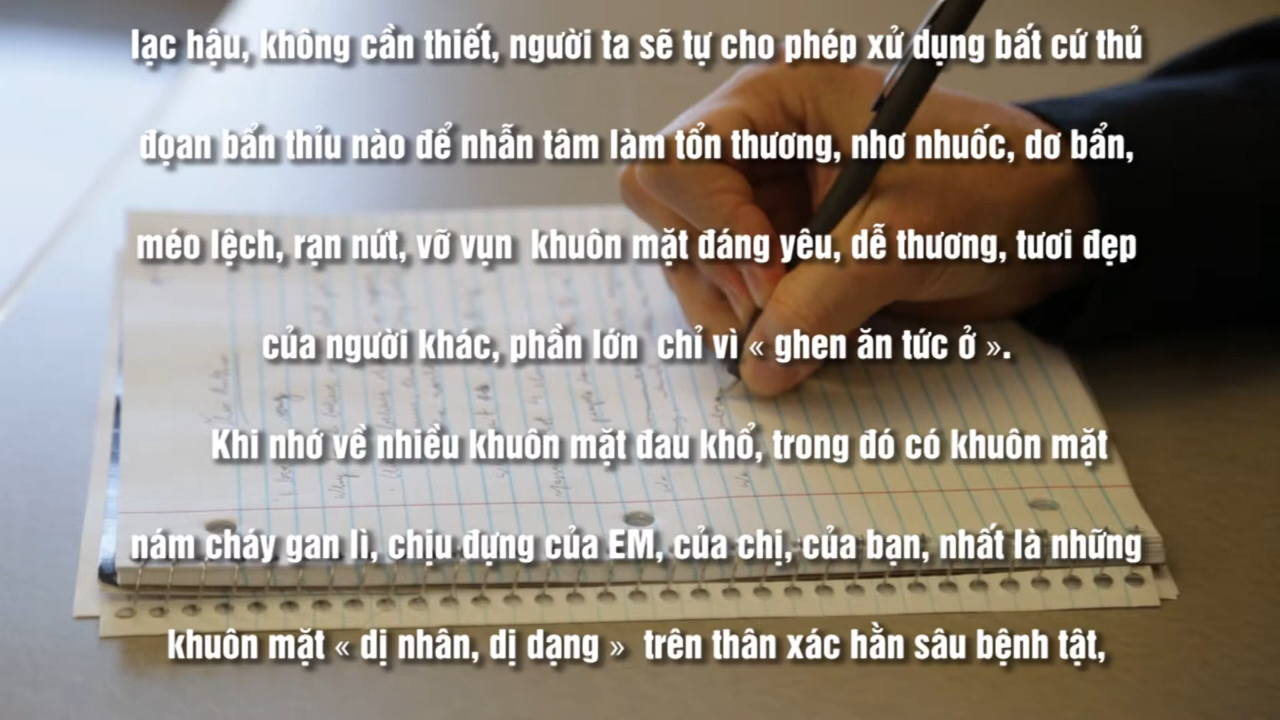 lạc hậu, không cần thiết, người ta sẽ tự cho phép xử dụng bất cứ thủ
đọan bẩn thỉu nào để nhẫn tâm làm tổn thương, nhơ nhuốc, dơ bẩn,
méo lệch, rạn nứt, vỡ vụn khuôn mặt đáng yêu, dễ thương, tươi đẹp
của người khác, phần lớn chỉ vì « ghen ăn tức ở ».
Khi nhớ về nhiều khuôn mặt đau khổ, trong đó có khuôn mặt
nám cháy gan lì, chịu đựng của EM, của chị, của bạn, nhất là những
khuôn mặt « dị nhân, dị dạng » trên thân xác hằn sâu bệnh tật,